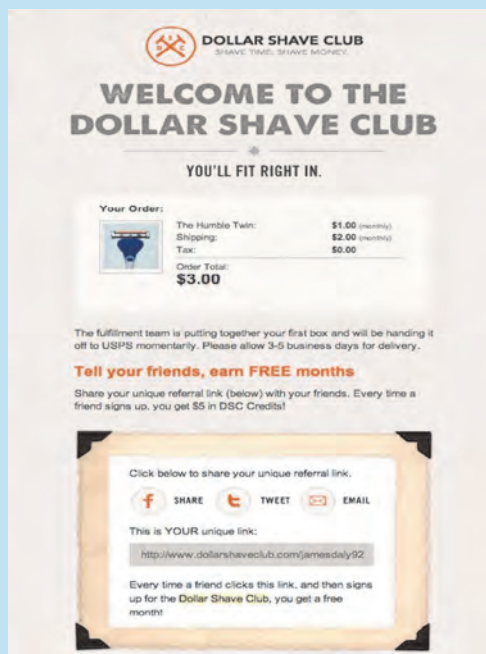 DOLLAR SHAVE CLUB
SHAVE TIME. SHAVE MONEY.
WELCOME TO THE
DOLLAR SHAVE CLUB
YOU'LL FIT RIGHT IN.
Your Order:
The Humble Twin: $1.00 (monthly)
Shipping: $2.00 (monthly)
Tax: $0.00
Order Total:
$3.00
The fulfillment team is putting together your first box and will be handing it
off to USPS momentarily. Please allow 3-5 business days for delivery.
Tell your friends, earn FREE months
Share your unique referral link (below) with your friends. Every time a
friend signs up, you get $5 in DSC Credits!
Click below to share your unique referral link.
SHARE TWEET EMAIL
This is YOUR unique link:
http://www.dollarshaveclub.com/jamesdaly92
Every time a friend clicks this link, and then signs
up for the Dollar Shave Club, you get a free
month!